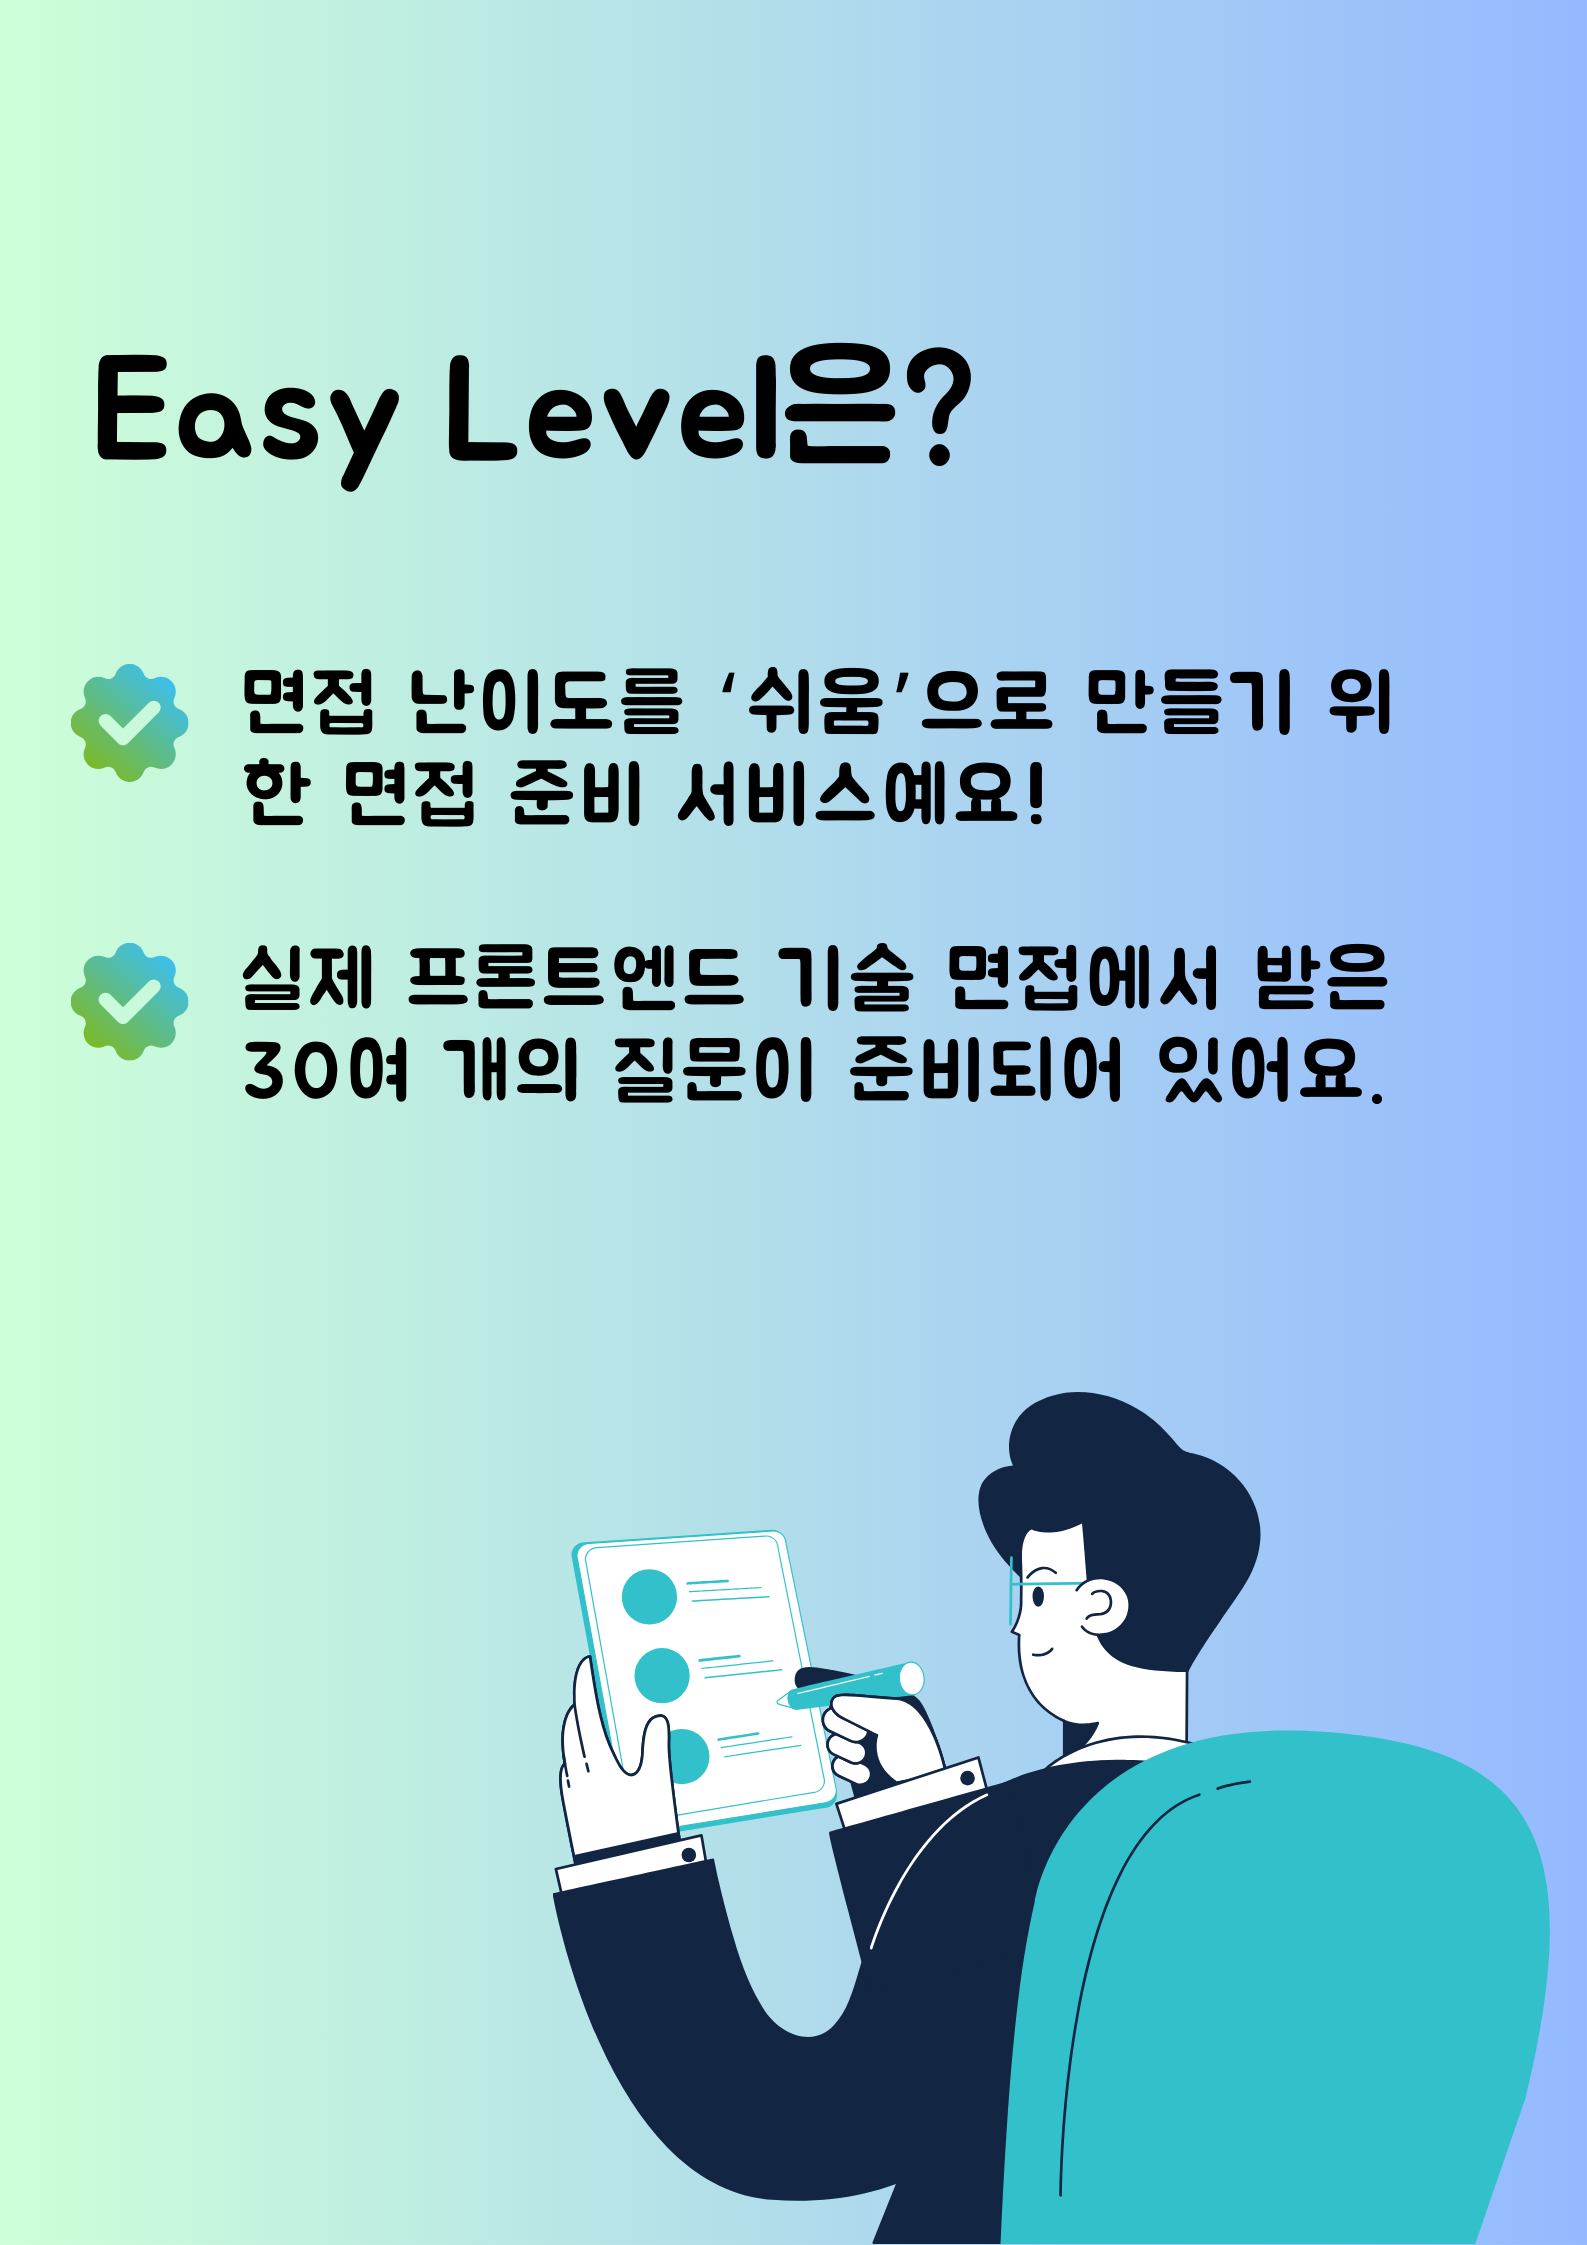 Easy Level은?
면접 난이도를 ‘쉬움’으로 만들기 위
한 면접 준비 서비스예요!
실제 프론트엔드 기술 면접에서 받은
30여 개의 질문이 준비되어 있어요.